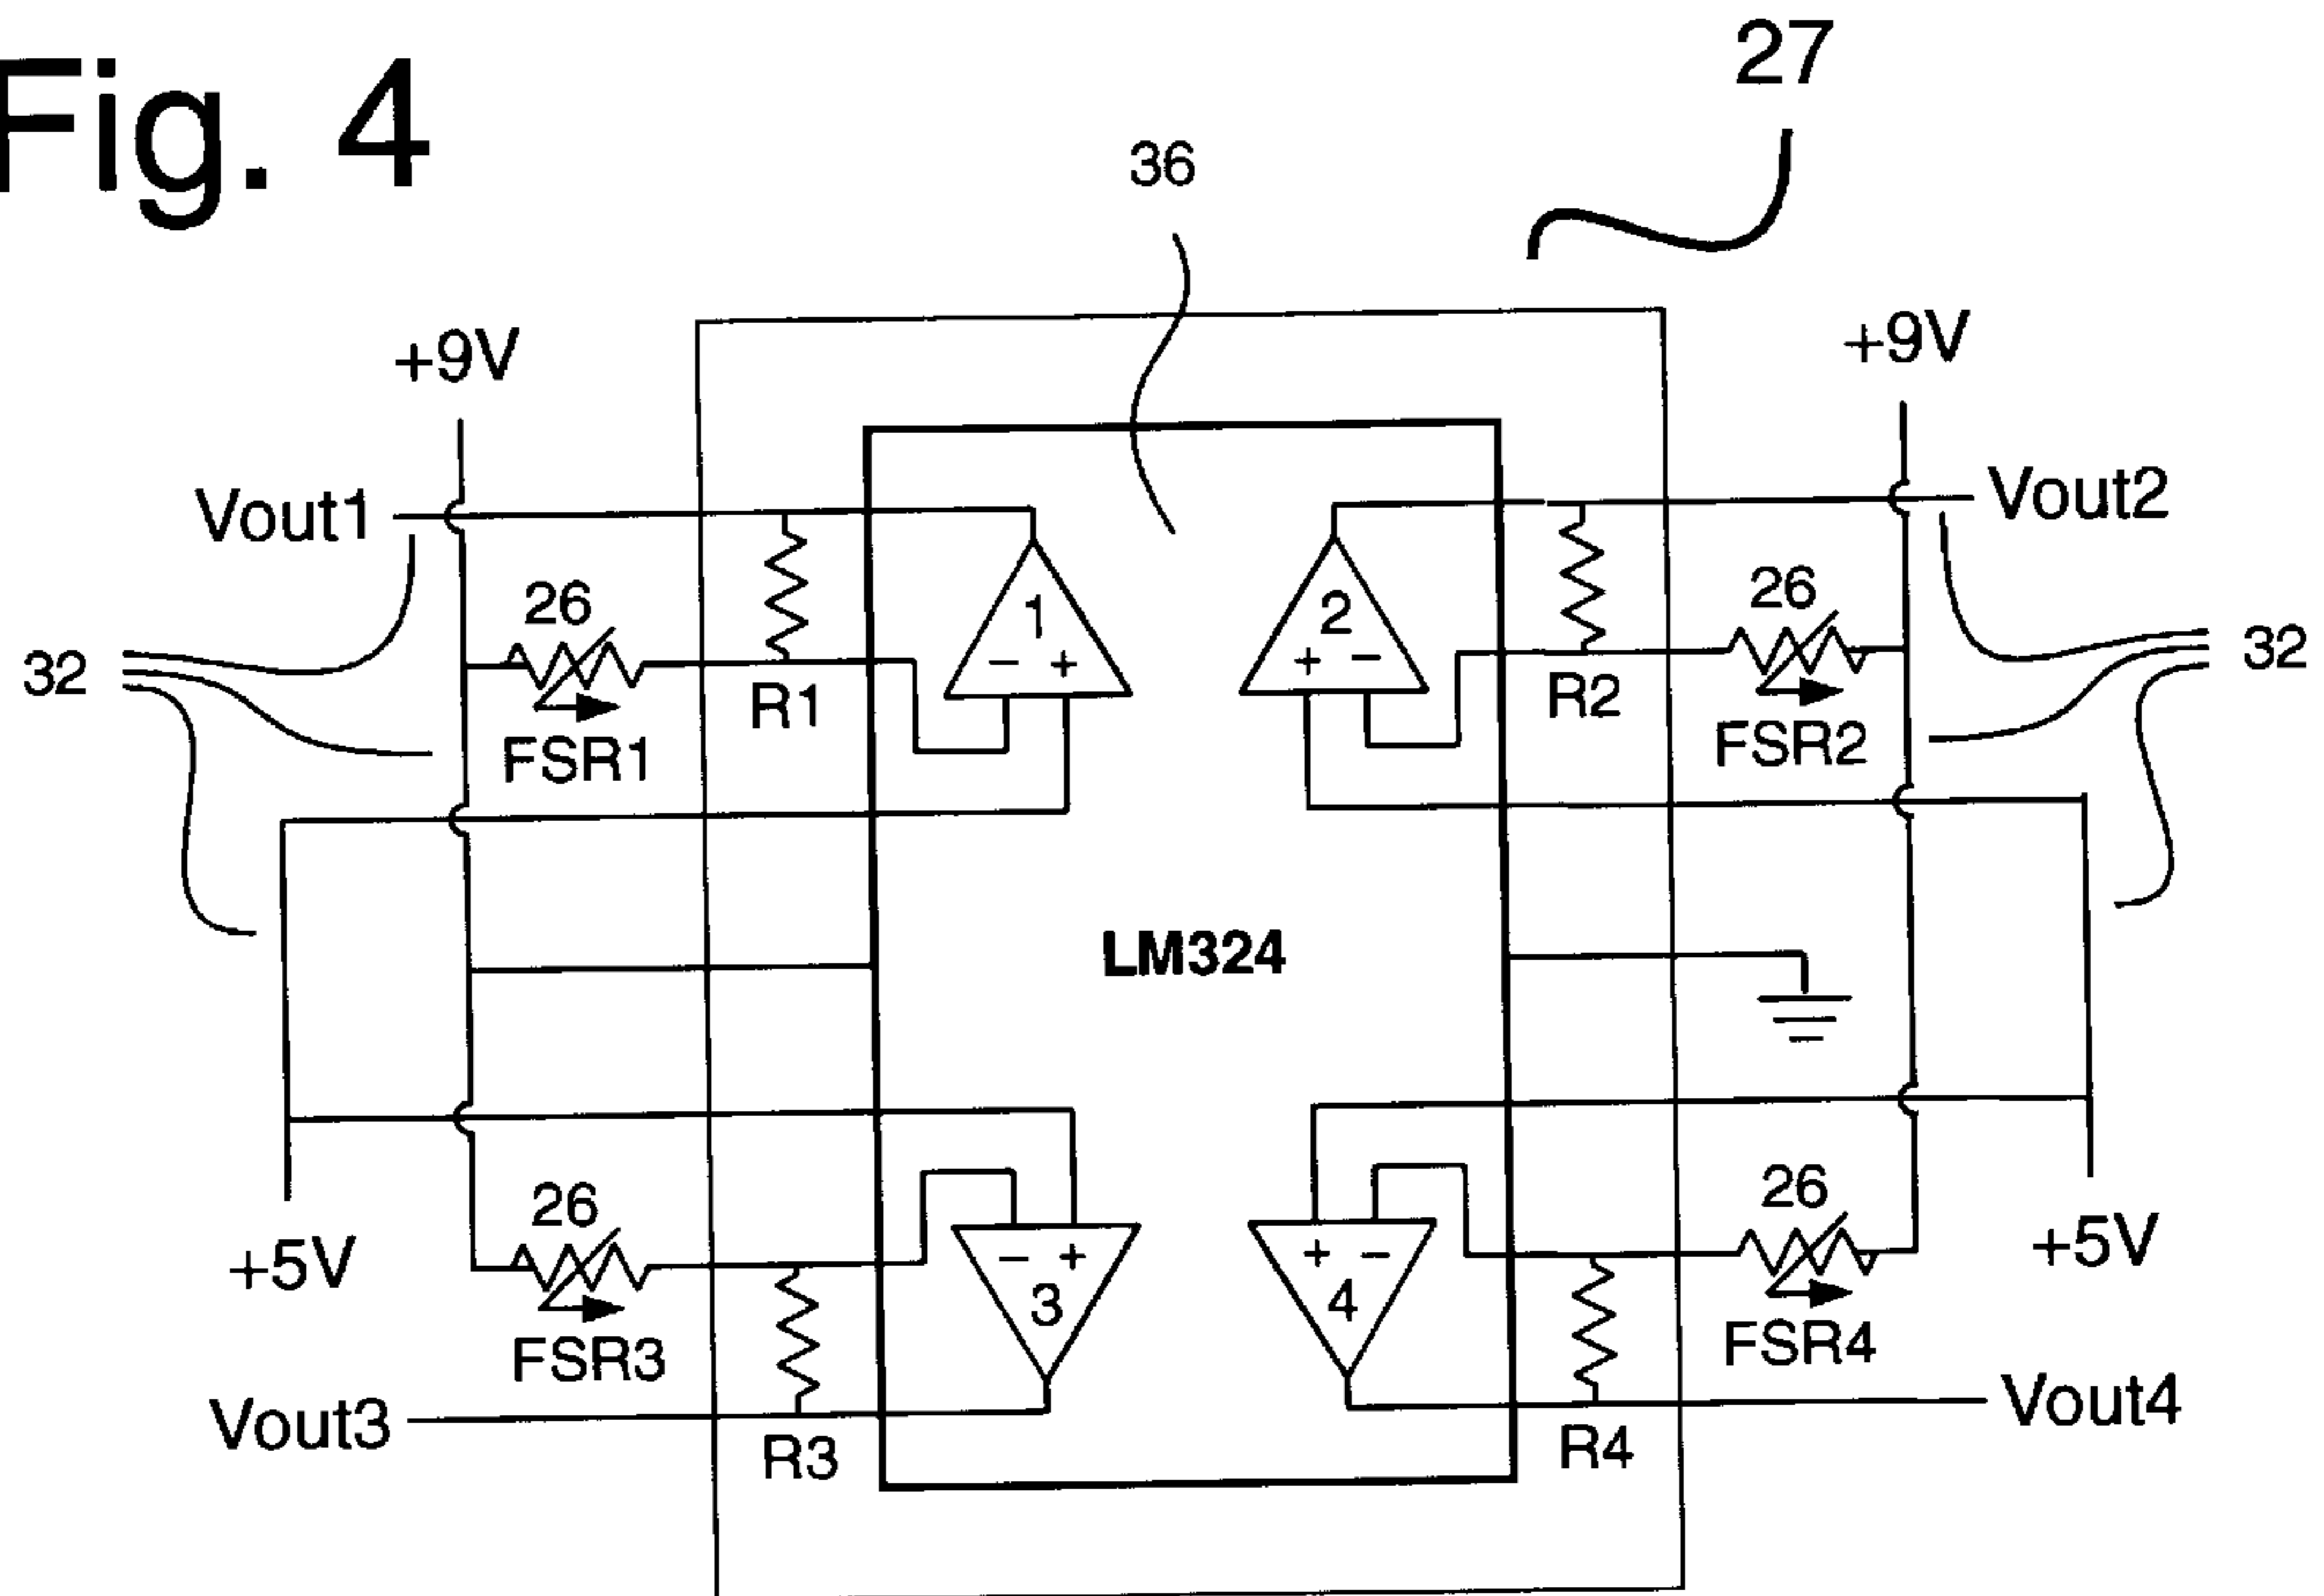 Fig. 4
27
36
+9V
+9V
Vout1
Vout2
26
1
2
26
32
32
− +
+ −
R1
R2
FSR1
FSR2
LM324
26
26
+5V
+5V
− +
+ −
3
4
FSR3
FSR4
Vout3
Vout4
R3
R4